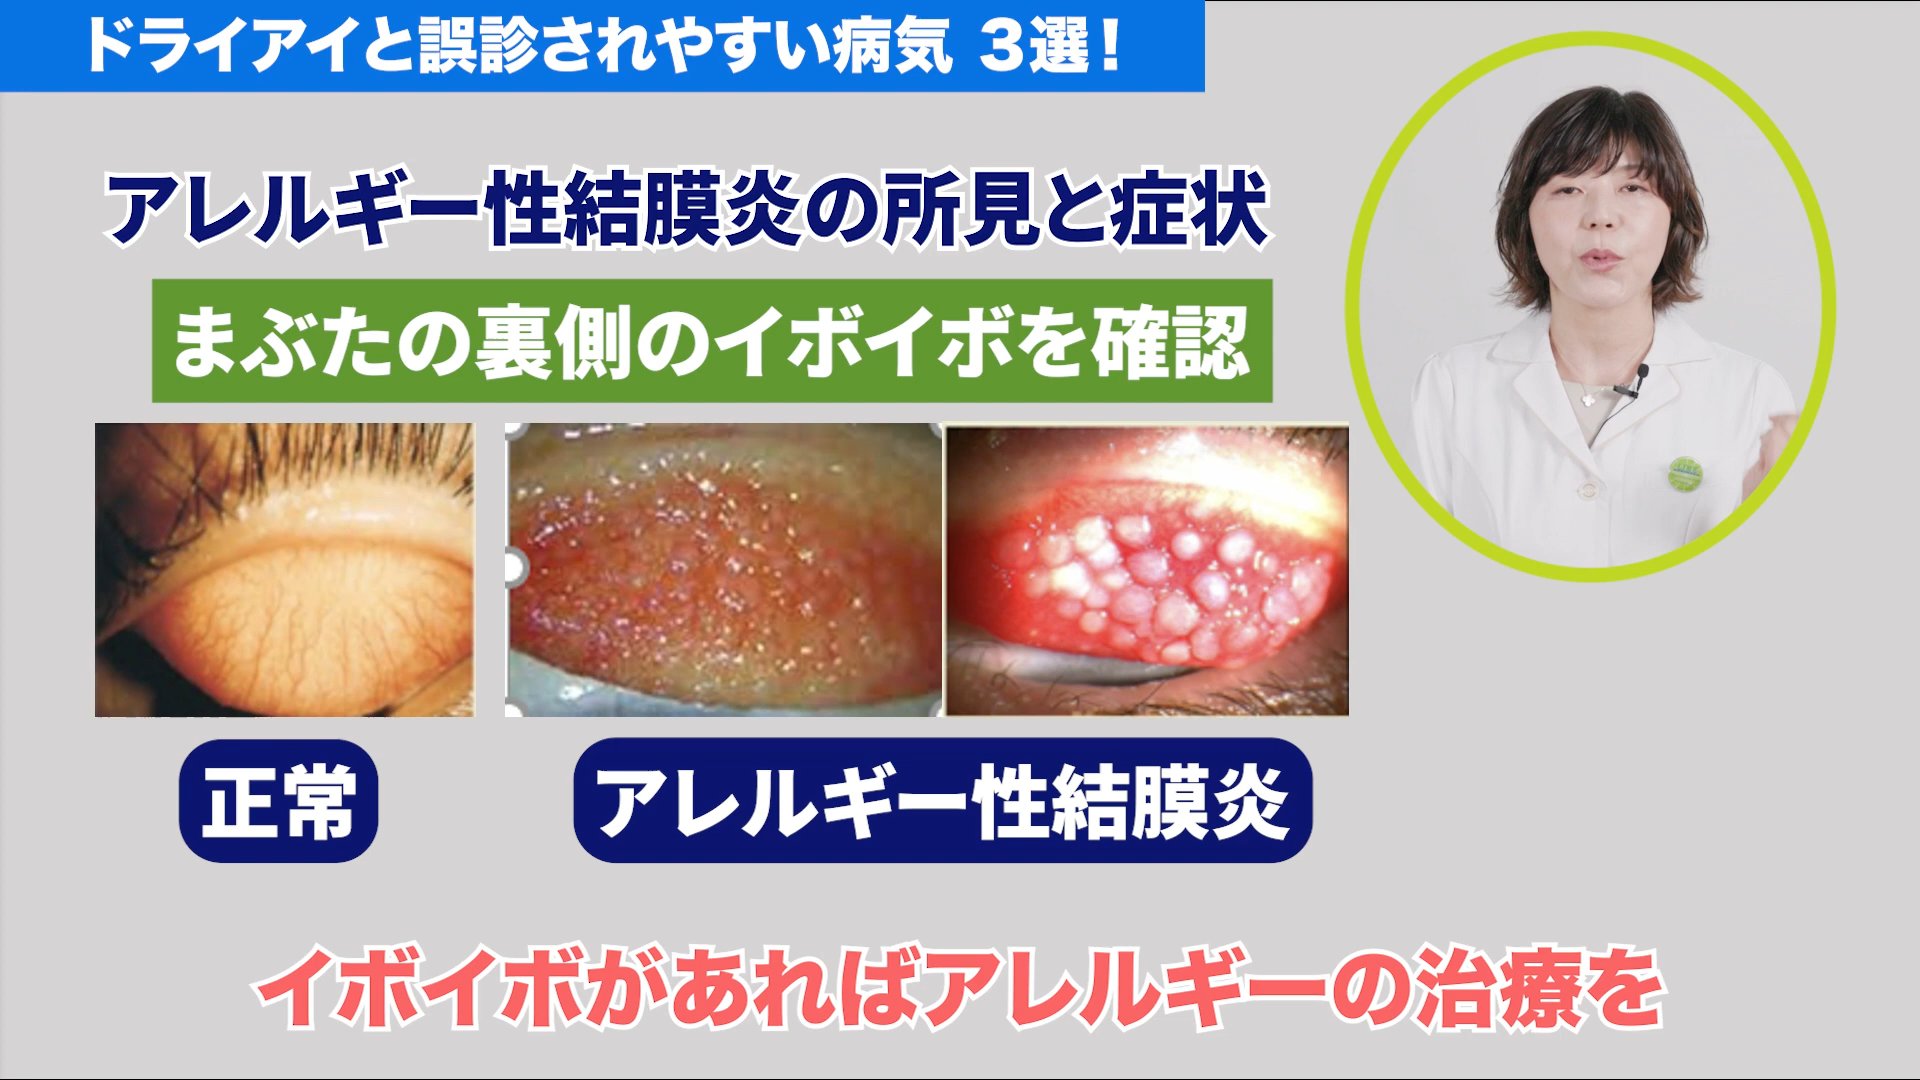 ドライアイと誤診されやすい病気 3選！
アレルギー性結膜炎の所見と症状
まぶたの裏側のイボイボを確認
正常
アレルギー性結膜炎
イボイボがあればアレルギーの治療を